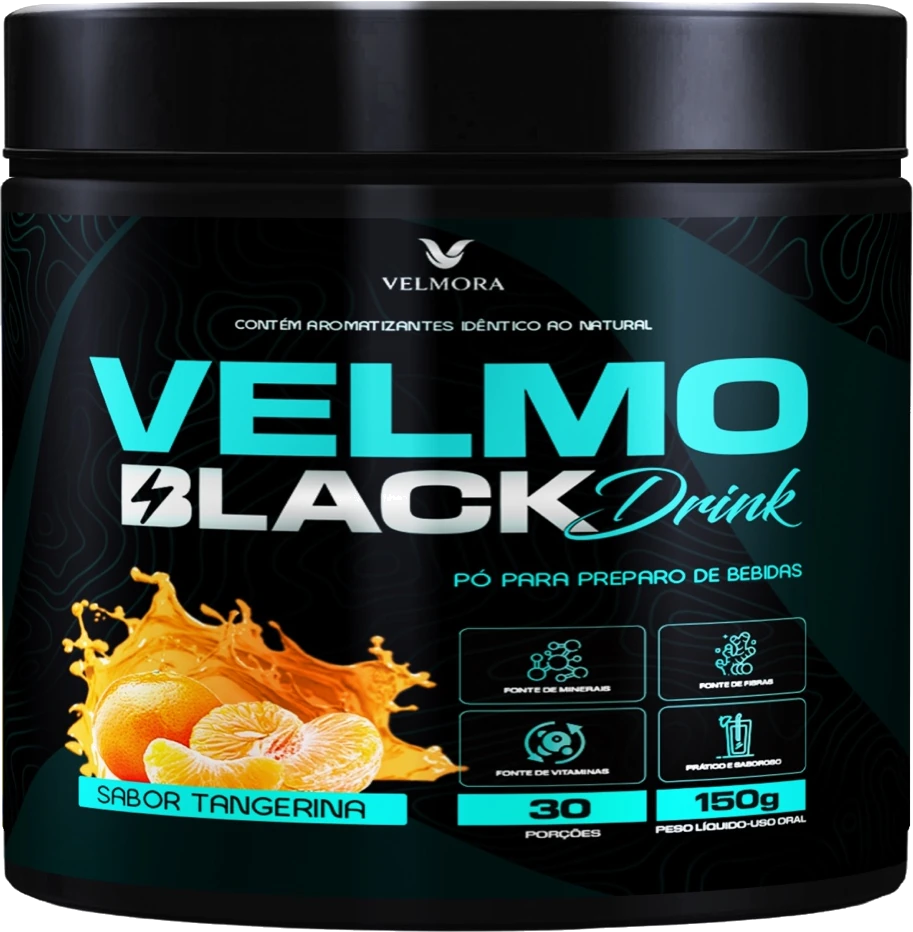 VELMORA
CONTÉM AROMATIZANTES IDÊNTICO AO NATURAL
VELMO
BLACK Drink
PÓ PARA PREPARO DE BEBIDAS
FONTE DE MINERAIS
FONTE DE FIBRAS
FONTE DE VITAMINAS
PRÁTICO E SABOROSO
SABOR TANGERINA
30
PORÇÕES
150g
PESO LÍQUIDO-USO ORAL